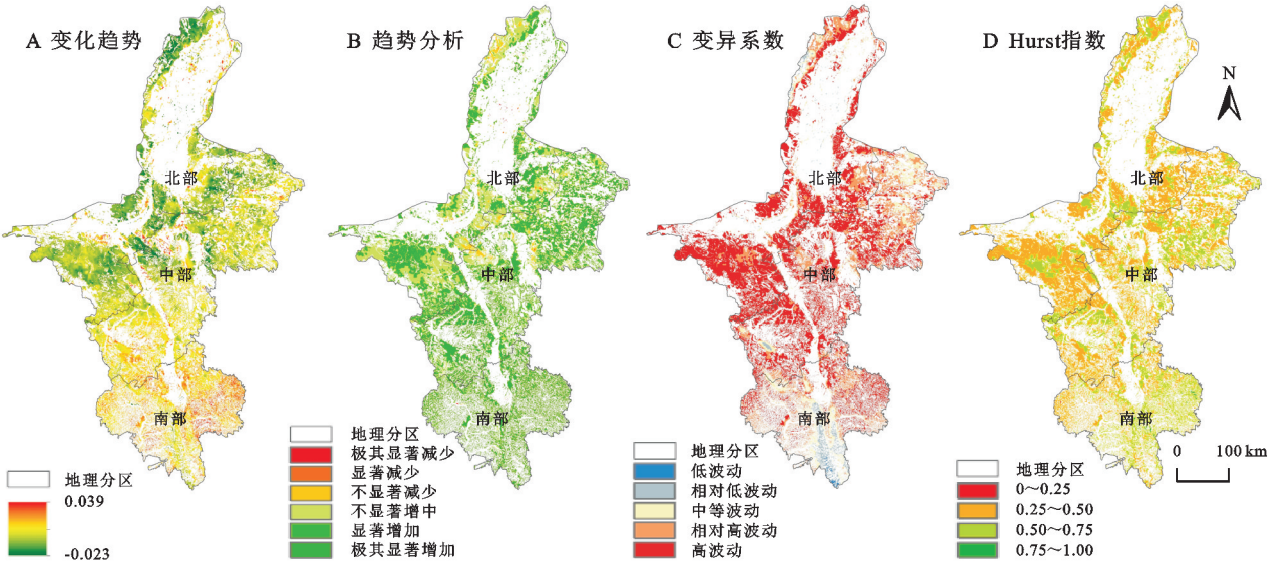 A 变化趋势
北部
中部
南部
地理分区
0.039
-0.023
B 趋势分析
北部
中部
南部
地理分区
极其显著减少
显著减少
不显著减少
不显著增中
显著增加
极其显著增加
C 变异系数
北部
中部
南部
地理分区
低波动
相对低波动
中等波动
相对高波动
高波动
D Hurst指数
N
北部
中部
南部
0 100 km
地理分区
0～0.25
0.25～0.50
0.50～0.75
0.75～1.00